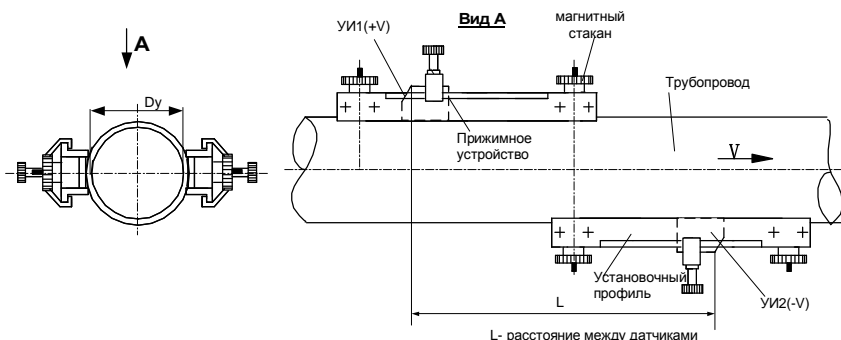 А
Dy
Вид А
УИ1(+V)
магнитный
стакан
Трубопровод
Прижимное
устройство
V
Установочный
профиль
L
УИ2(-V)
L- расстояние между датчиками